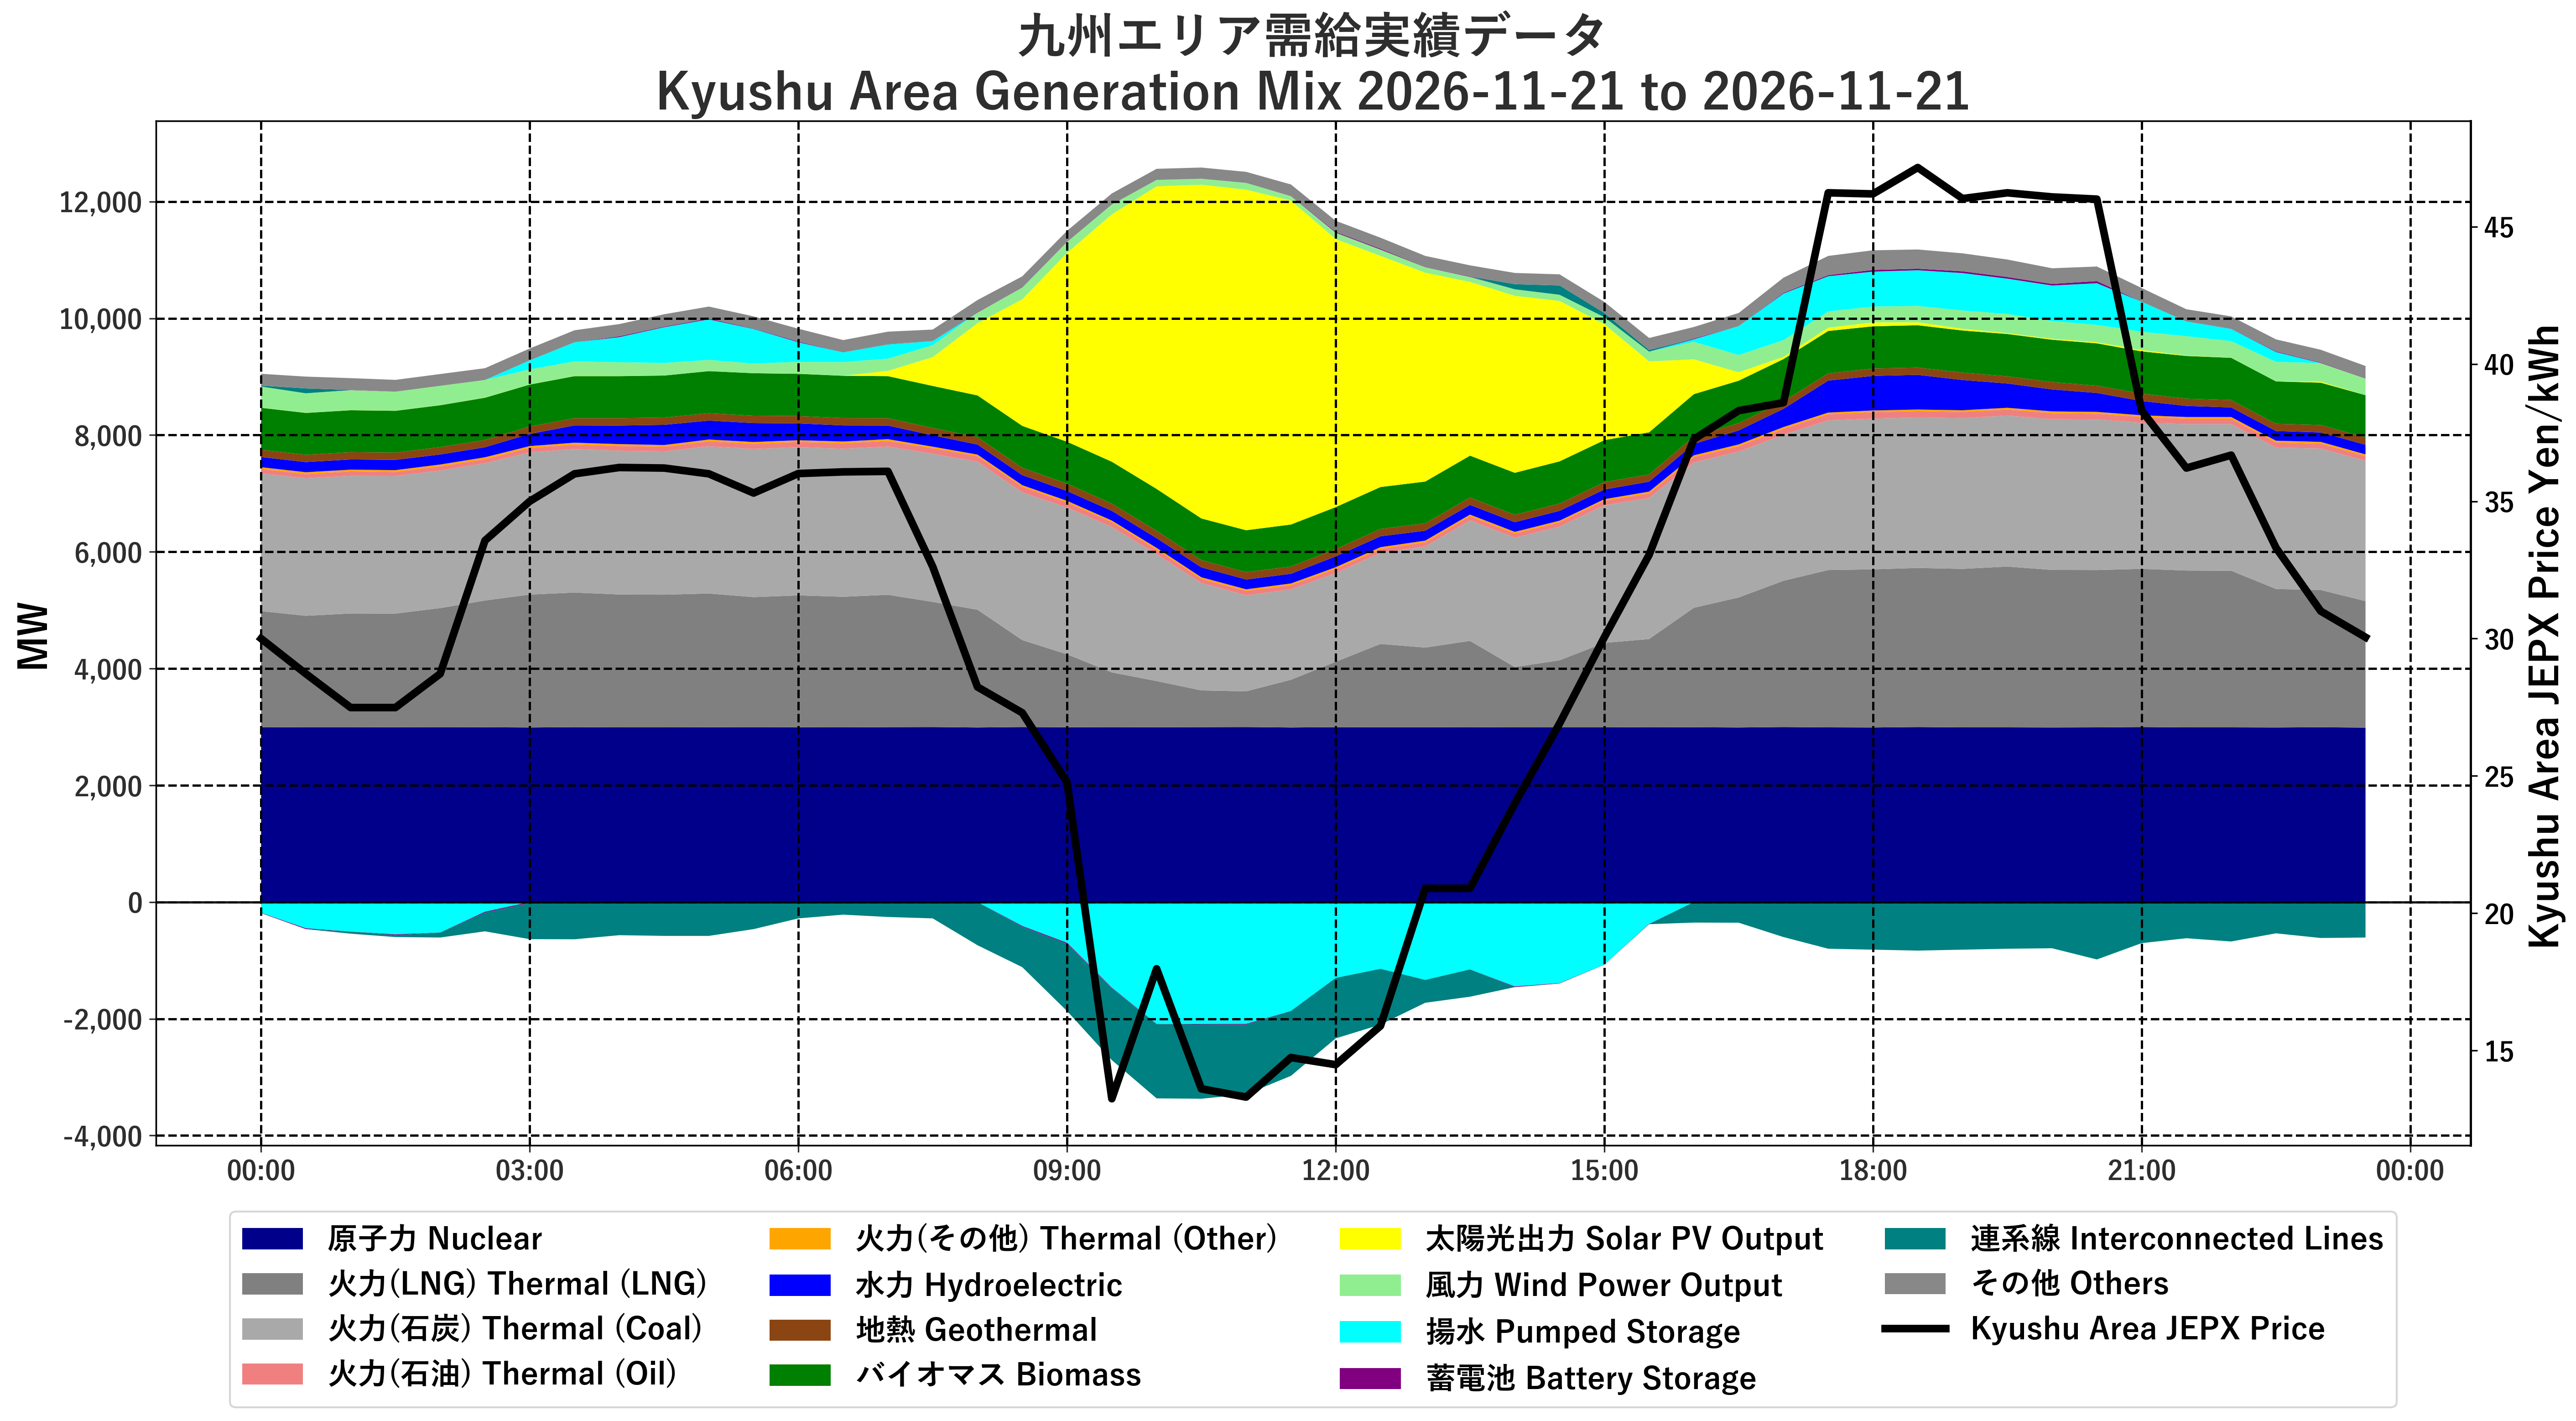 九州エリア需給実績データ
Kyushu Area Generation Mix 2026-11-21 to 2026-11-21
MW
12,000
10,000
8,000
6,000
4,000
2,000
0
-2,000
-4,000
45
40
35
30
25
20
15
Kyushu Area JEPX Price Yen/kWh
00:00 03:00 06:00 09:00 12:00 15:00 18:00 21:00 00:00
原子力 Nuclear
火力(LNG) Thermal (LNG)
火力(石炭) Thermal (Coal)
火力(石油) Thermal (Oil)
火力(その他) Thermal (Other)
水力 Hydroelectric
地熱 Geothermal
バイオマス Biomass
太陽光出力 Solar PV Output
風力 Wind Power Output
揚水 Pumped Storage
蓄電池 Battery Storage
連系線 Interconnected Lines
その他 Others
Kyushu Area JEPX Price